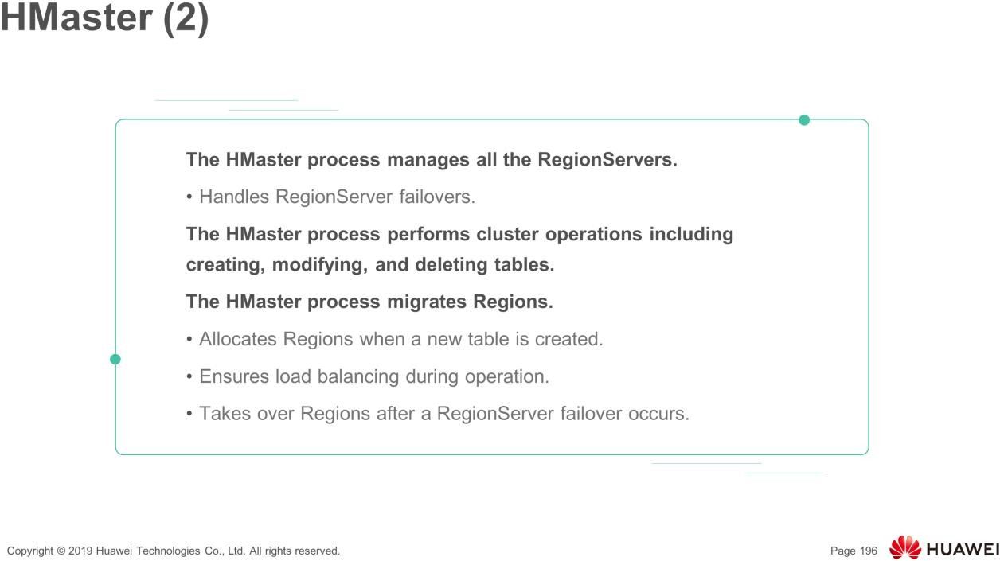 HMaster (2)
The HMaster process manages all the RegionServers.
• Handles RegionServer failovers.
The HMaster process performs cluster operations including
creating, modifying, and deleting tables.
The HMaster process migrates Regions.
• Allocates Regions when a new table is created.
• Ensures load balancing during operation.
• Takes over Regions after a RegionServer failover occurs.
Copyright © 2019 Huawei Technologies Co., Ltd. All rights reserved.
Page 196
HUAWEI